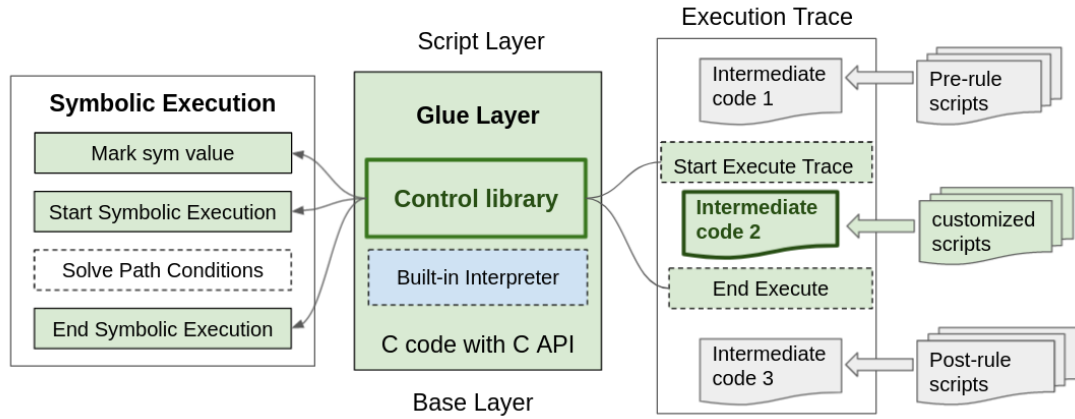 Execution Trace
Script Layer
Symbolic Execution
Mark sym value
Start Symbolic Execution
Solve Path Conditions
End Symbolic Execution
Glue Layer
Control library
Built-in Interpreter
C code with C API
Base Layer
Intermediate
code 1
Start Execute Trace
Intermediate
code 2
End Execute
Intermediate
code 3
Pre-rule
scripts
customized
scripts
Post-rule
scripts